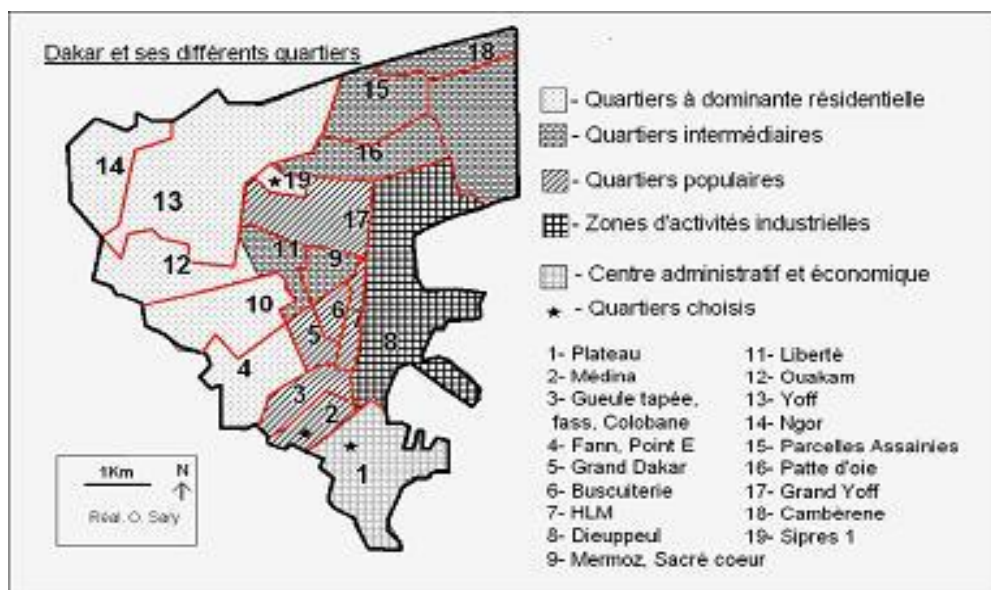 Dakar et ses différents quartiers
18
15
16
14
19
13
17
11
9
12
10
6
5
8
4
3
2
1
- Quartiers à dominante résidentielle
- Quartiers intermédiaires
- Quartiers populaires
- Zones d'activités industrielles
- Centre administratif et économique
- Quartiers choisis
1- Plateau
2- Médina
3- Gueule tapée,
fass, Colobane
4- Fann, Point E
5- Grand Dakar
6- Buscuiterie
7- HLM
8- Dieuppeul
9- Mermoz, Sacré coeur
11- Liberté
12- Ouakam
13- Yoff
14- Ngor
15- Parcelles Assainies
16- Patte d'oie
17- Grand Yoff
18- Cambèrene
19- Sipres 1
1Km N
Réal. O. Sary